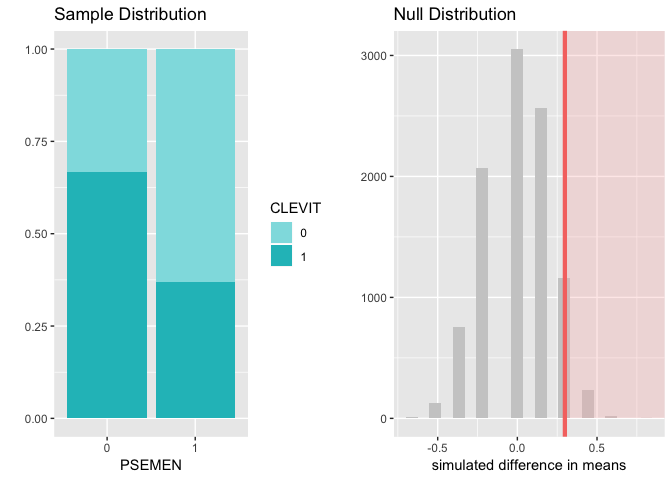 Sample Distribution
1.00
0.75
0.50
0.25
0.00
0 1
PSEMEN
CLEVIT
0
1
Null Distribution
3000
2000
1000
0
-0.5 0.0 0.5
simulated difference in means